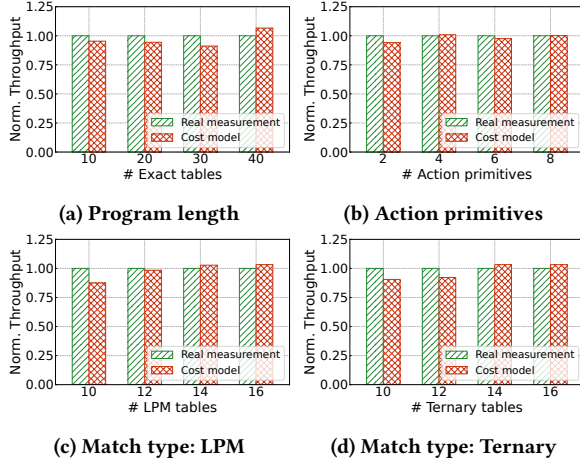 1.25
1.00
0.75
0.50
0.25
0.00
Norm. Throughput
Real measurement
Cost model
10 20 30 40
# Exact tables
(a) Program length
1.25
1.00
0.75
0.50
0.25
0.00
Norm. Throughput
Real measurement
Cost model
2 4 6 8
# Action primitives
(b) Action primitives
1.25
1.00
0.75
0.50
0.25
0.00
Norm. Throughput
Real measurement
Cost model
10 12 14 16
# LPM tables
(c) Match type: LPM
1.25
1.00
0.75
0.50
0.25
0.00
Norm. Throughput
Real measurement
Cost model
10 12 14 16
# Ternary tables
(d) Match type: Ternary